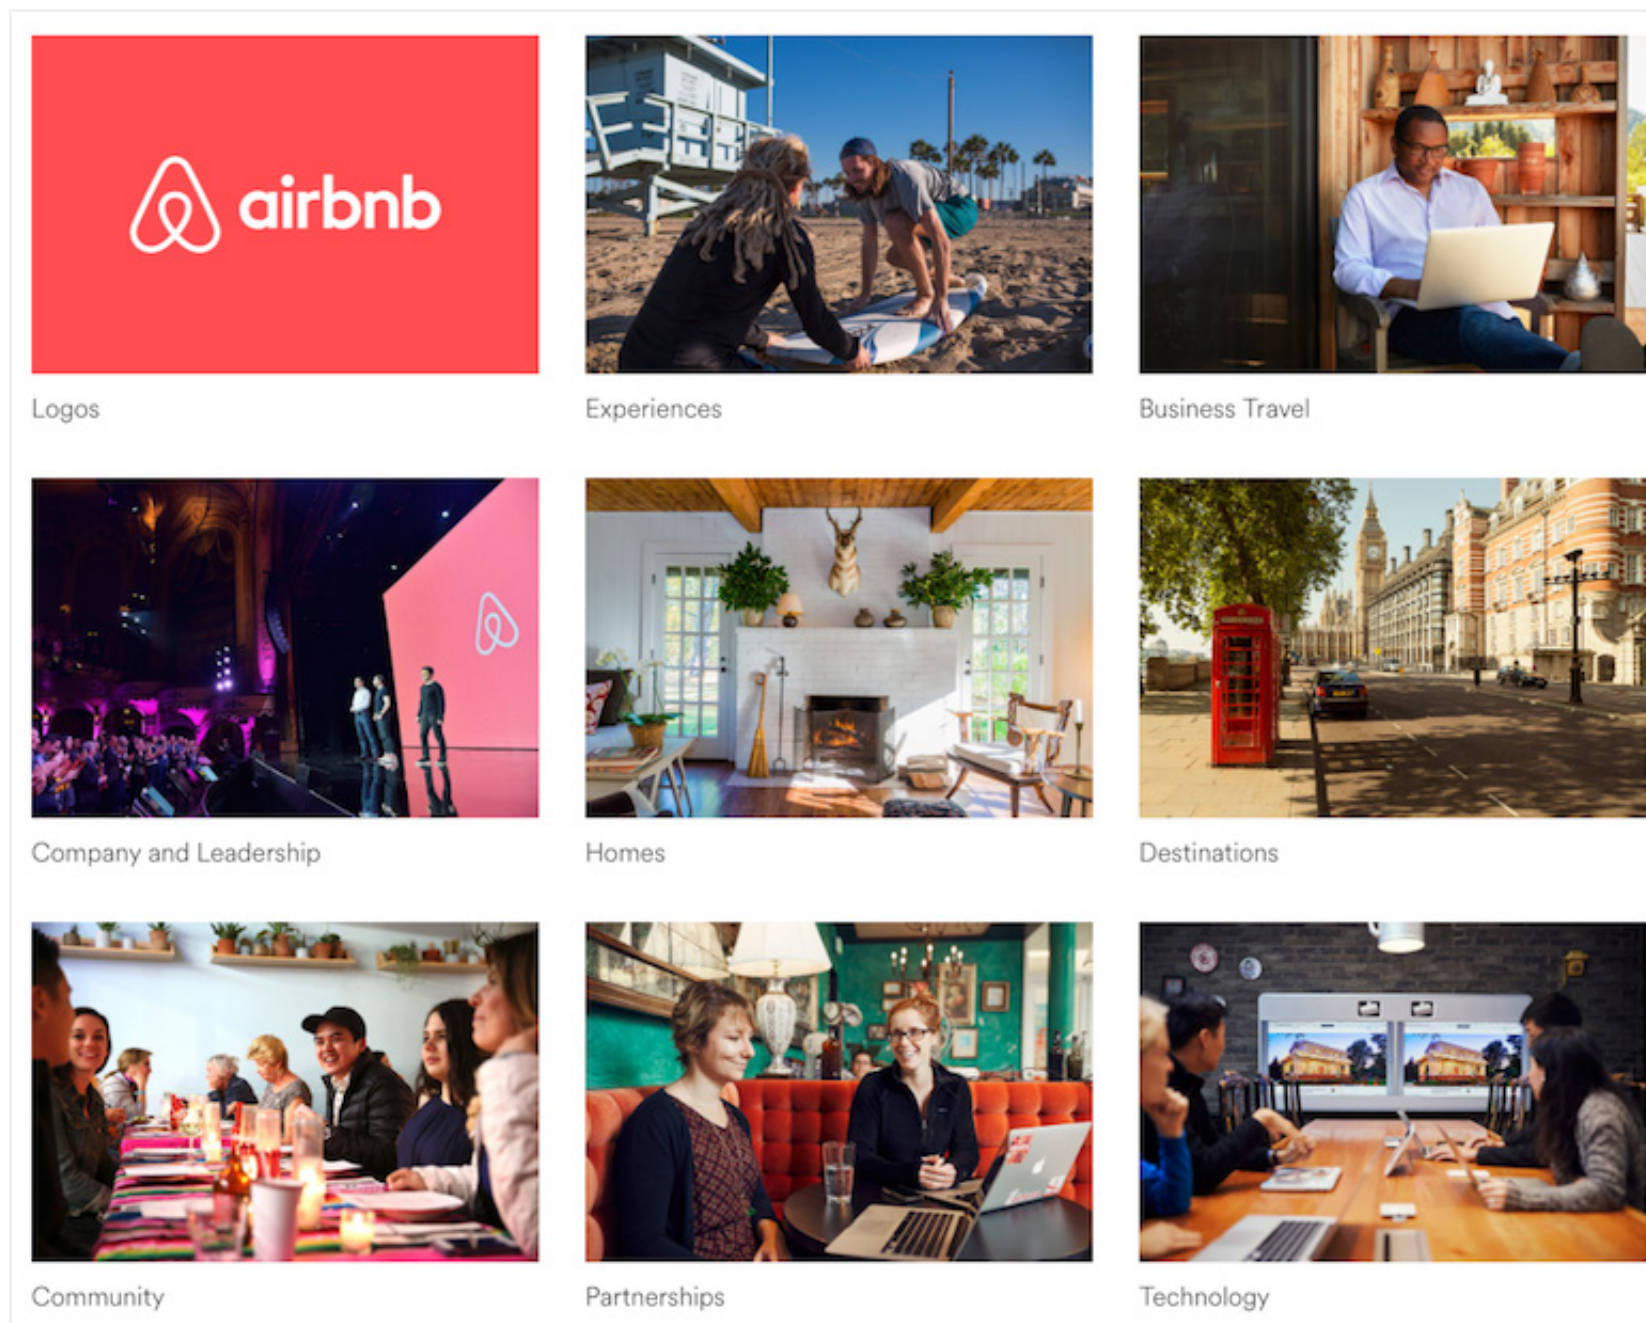 airbnb
Logos
Experiences
Business Travel
Company and Leadership
Homes
Destinations
Community
Partnerships
Technology